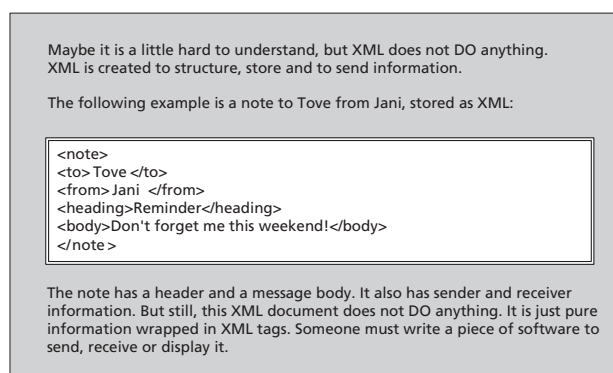 Maybe it is a little hard to understand, but XML does not DO anything.
XML is created to structure, store and to send information.
The following example is a note to Tove from Jani, stored as XML:
<note>
<to> Tove </to>
<from> Jani  </from>
<heading>Reminder</heading>
<body>Don't forget me this weekend!</body>
</note >
The note has a header and a message body. It also has sender and receiver
information. But still, this XML document does not DO anything. It is just pure
information wrapped in XML tags. Someone must write a piece of software to
send, receive or display it.